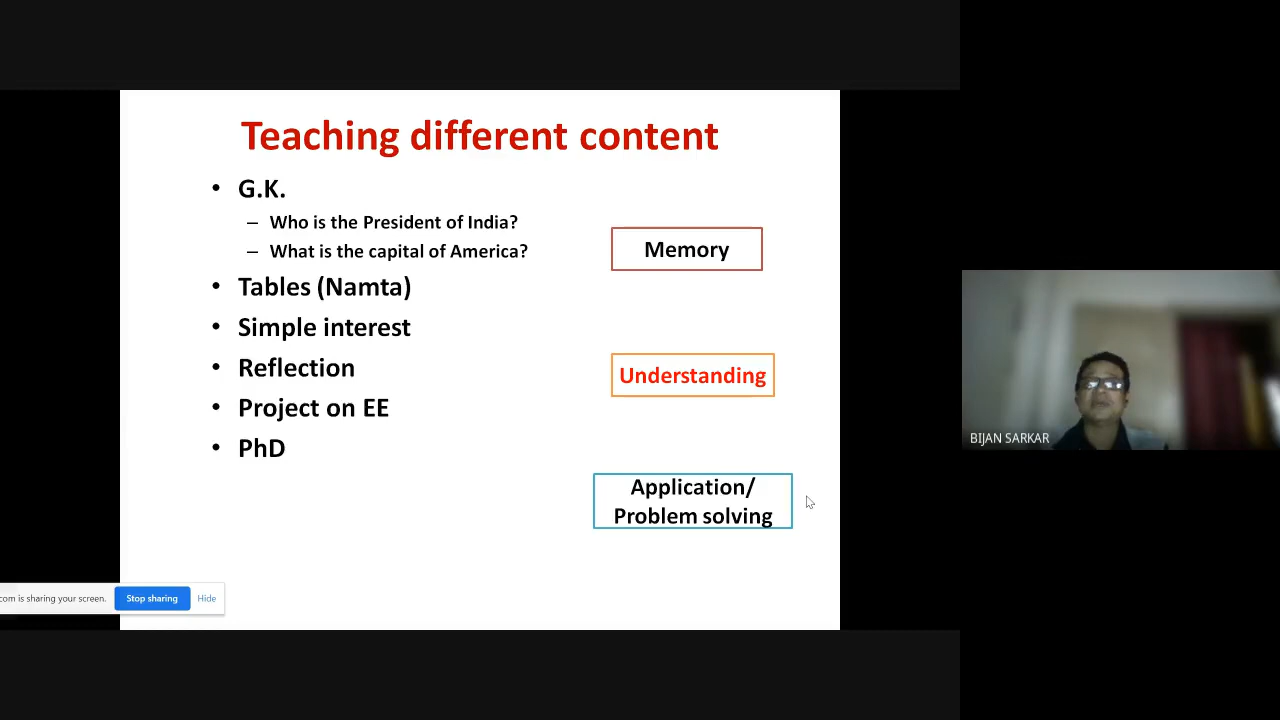 Teaching different content
• G.K.
– Who is the President of India?
– What is the capital of America?
• Tables (Namta)
• Simple interest
• Reflection
• Project on EE
• PhD
Memory
Understanding
Application/
Problem solving
com is sharing your screen. Stop sharing Hide
BIJAN SARKAR